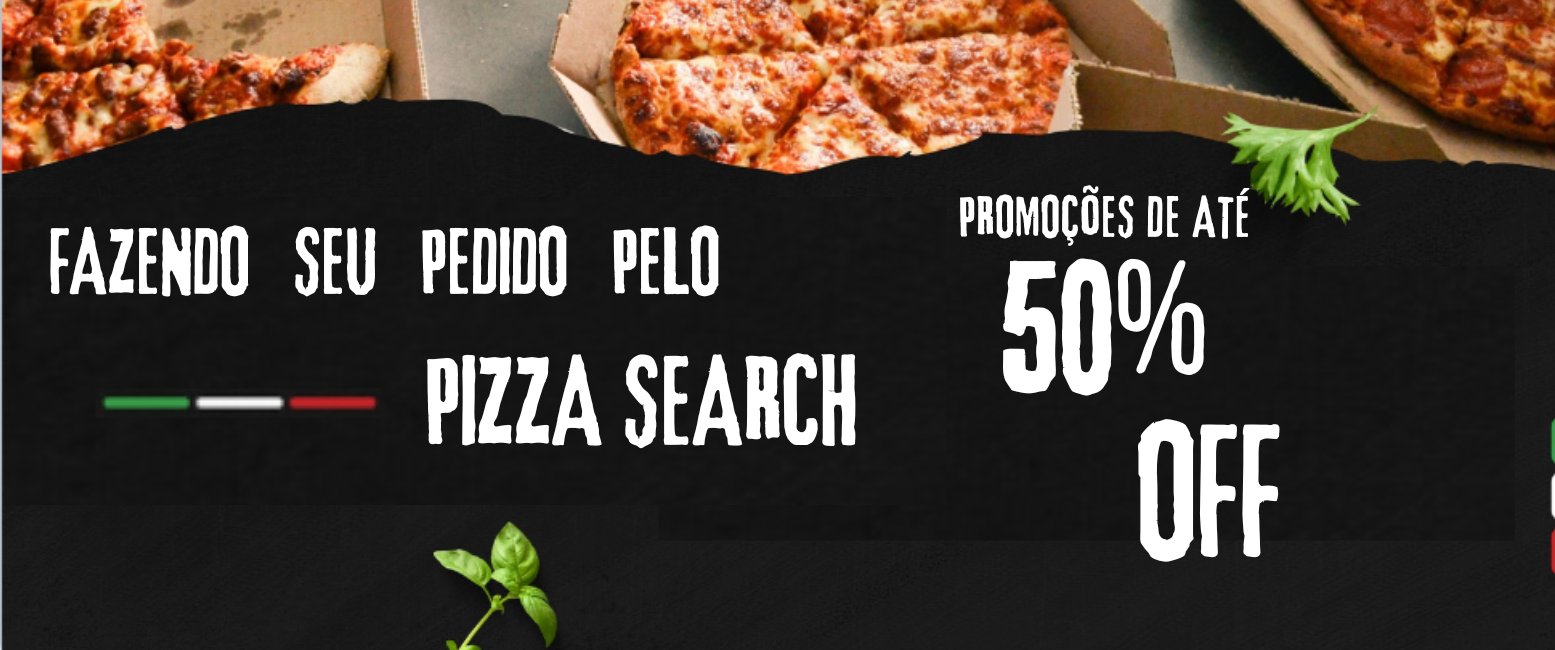 FAZENDO SEU PEDIDO PELO
PIZZA SEARCH
PROMOÇÕES DE ATÉ
50%
OFF